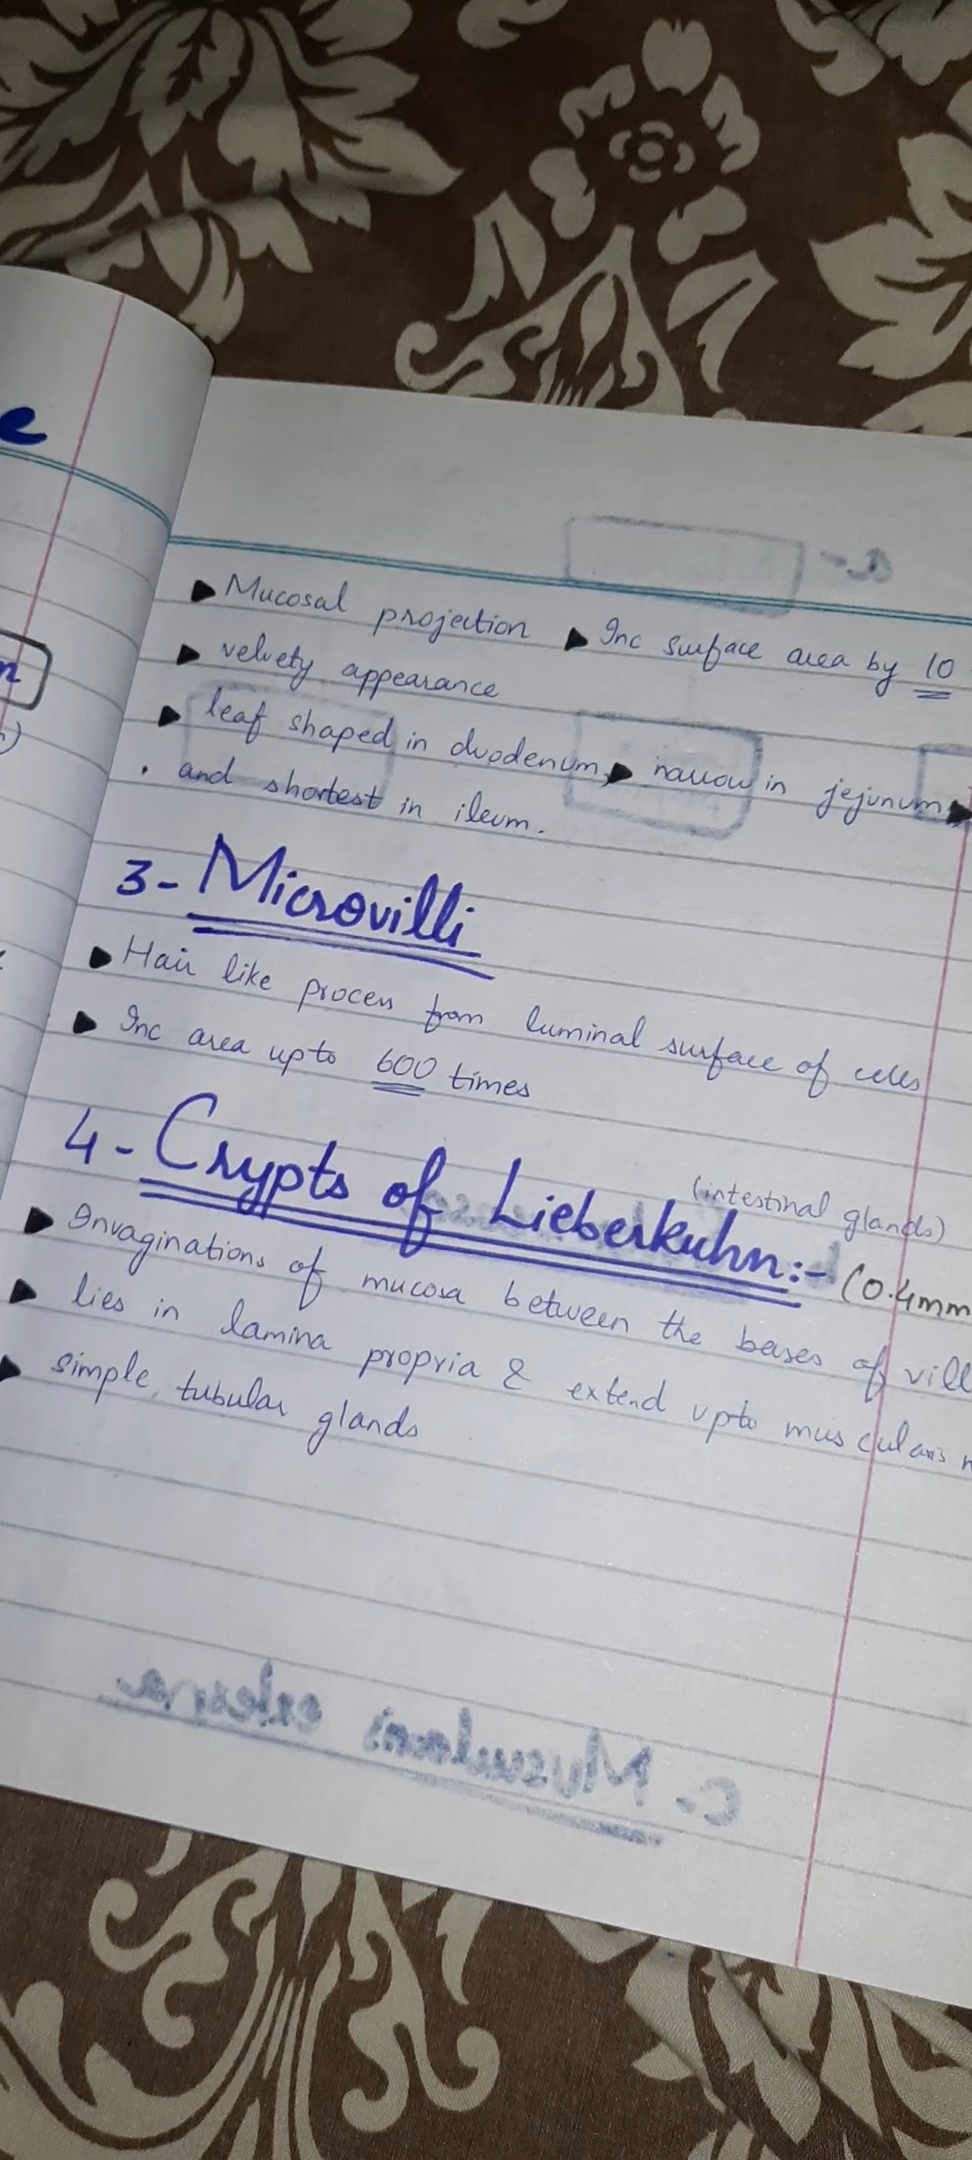 ▶ Mucosal projection ▶ Inc surface area by 10
▶ velvety appearance
▶ leaf shaped in duodenum, ▶ narrow in jejunum ▶
. and shortest in ileum.
3- Microvilli
▶ Hair like process from luminal surface of cells
▶ Inc area upto 600 times
(intestinal glands)
4- Crypts of Lieberkuhn:- (0.4mm
▶ Invaginations of mucosa between the bases of vill
▶ lies in lamina propria & extend upto muscularis
▶ simple, tubular glands
C. Muscularis externa